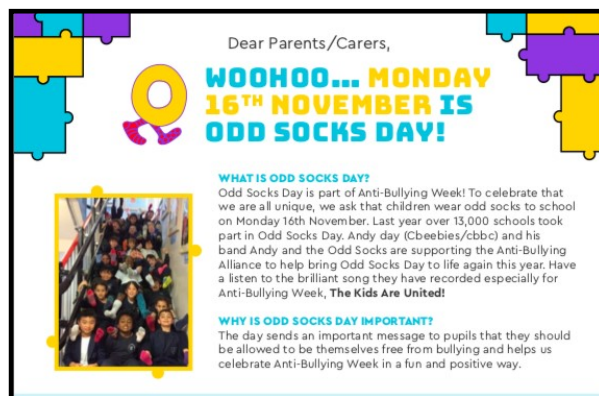 Dear Parents/Carers,
WOOHOO... MONDAY
16TH NOVEMBER IS
ODD SOCKS DAY!
WHAT IS ODD SOCKS DAY?
Odd Socks Day is part of Anti-Bullying Week! To celebrate that
we are all unique, we ask that children wear odd socks to school
on Monday 16th November. Last year over 13,000 schools took
part in Odd Socks Day. Andy day (Cbeebies/cbbc) and his
band Andy and the Odd Socks are supporting the Anti-Bullying
Alliance to help bring Odd Socks Day to life again this year. Have
a listen to the brilliant song they have recorded especially for
Anti-Bullying Week, The Kids Are United!
WHY IS ODD SOCKS DAY IMPORTANT?
The day sends an important message to pupils that they should
be allowed to be themselves free from bullying and helps us
celebrate Anti-Bullying Week in a fun and positive way.